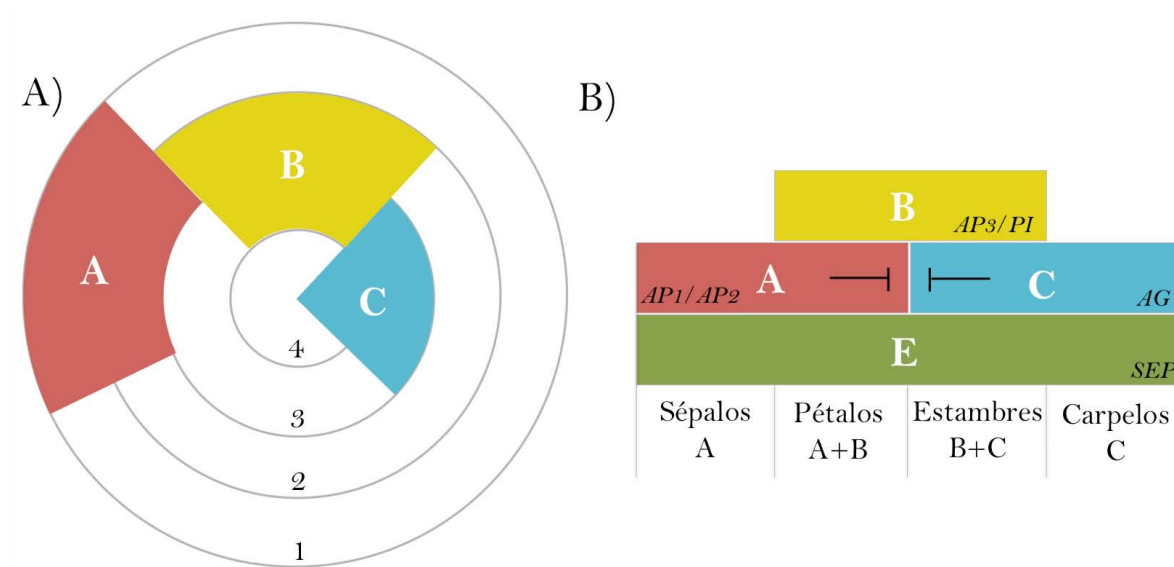 A)
B
A
C
4
3
2
1
B)
B
AP3/PI
A
AP1/AP2
C
AG
E
SEP
Sépalos
A
Pétalos
A+B
Estambres
B+C
Carpelos
C